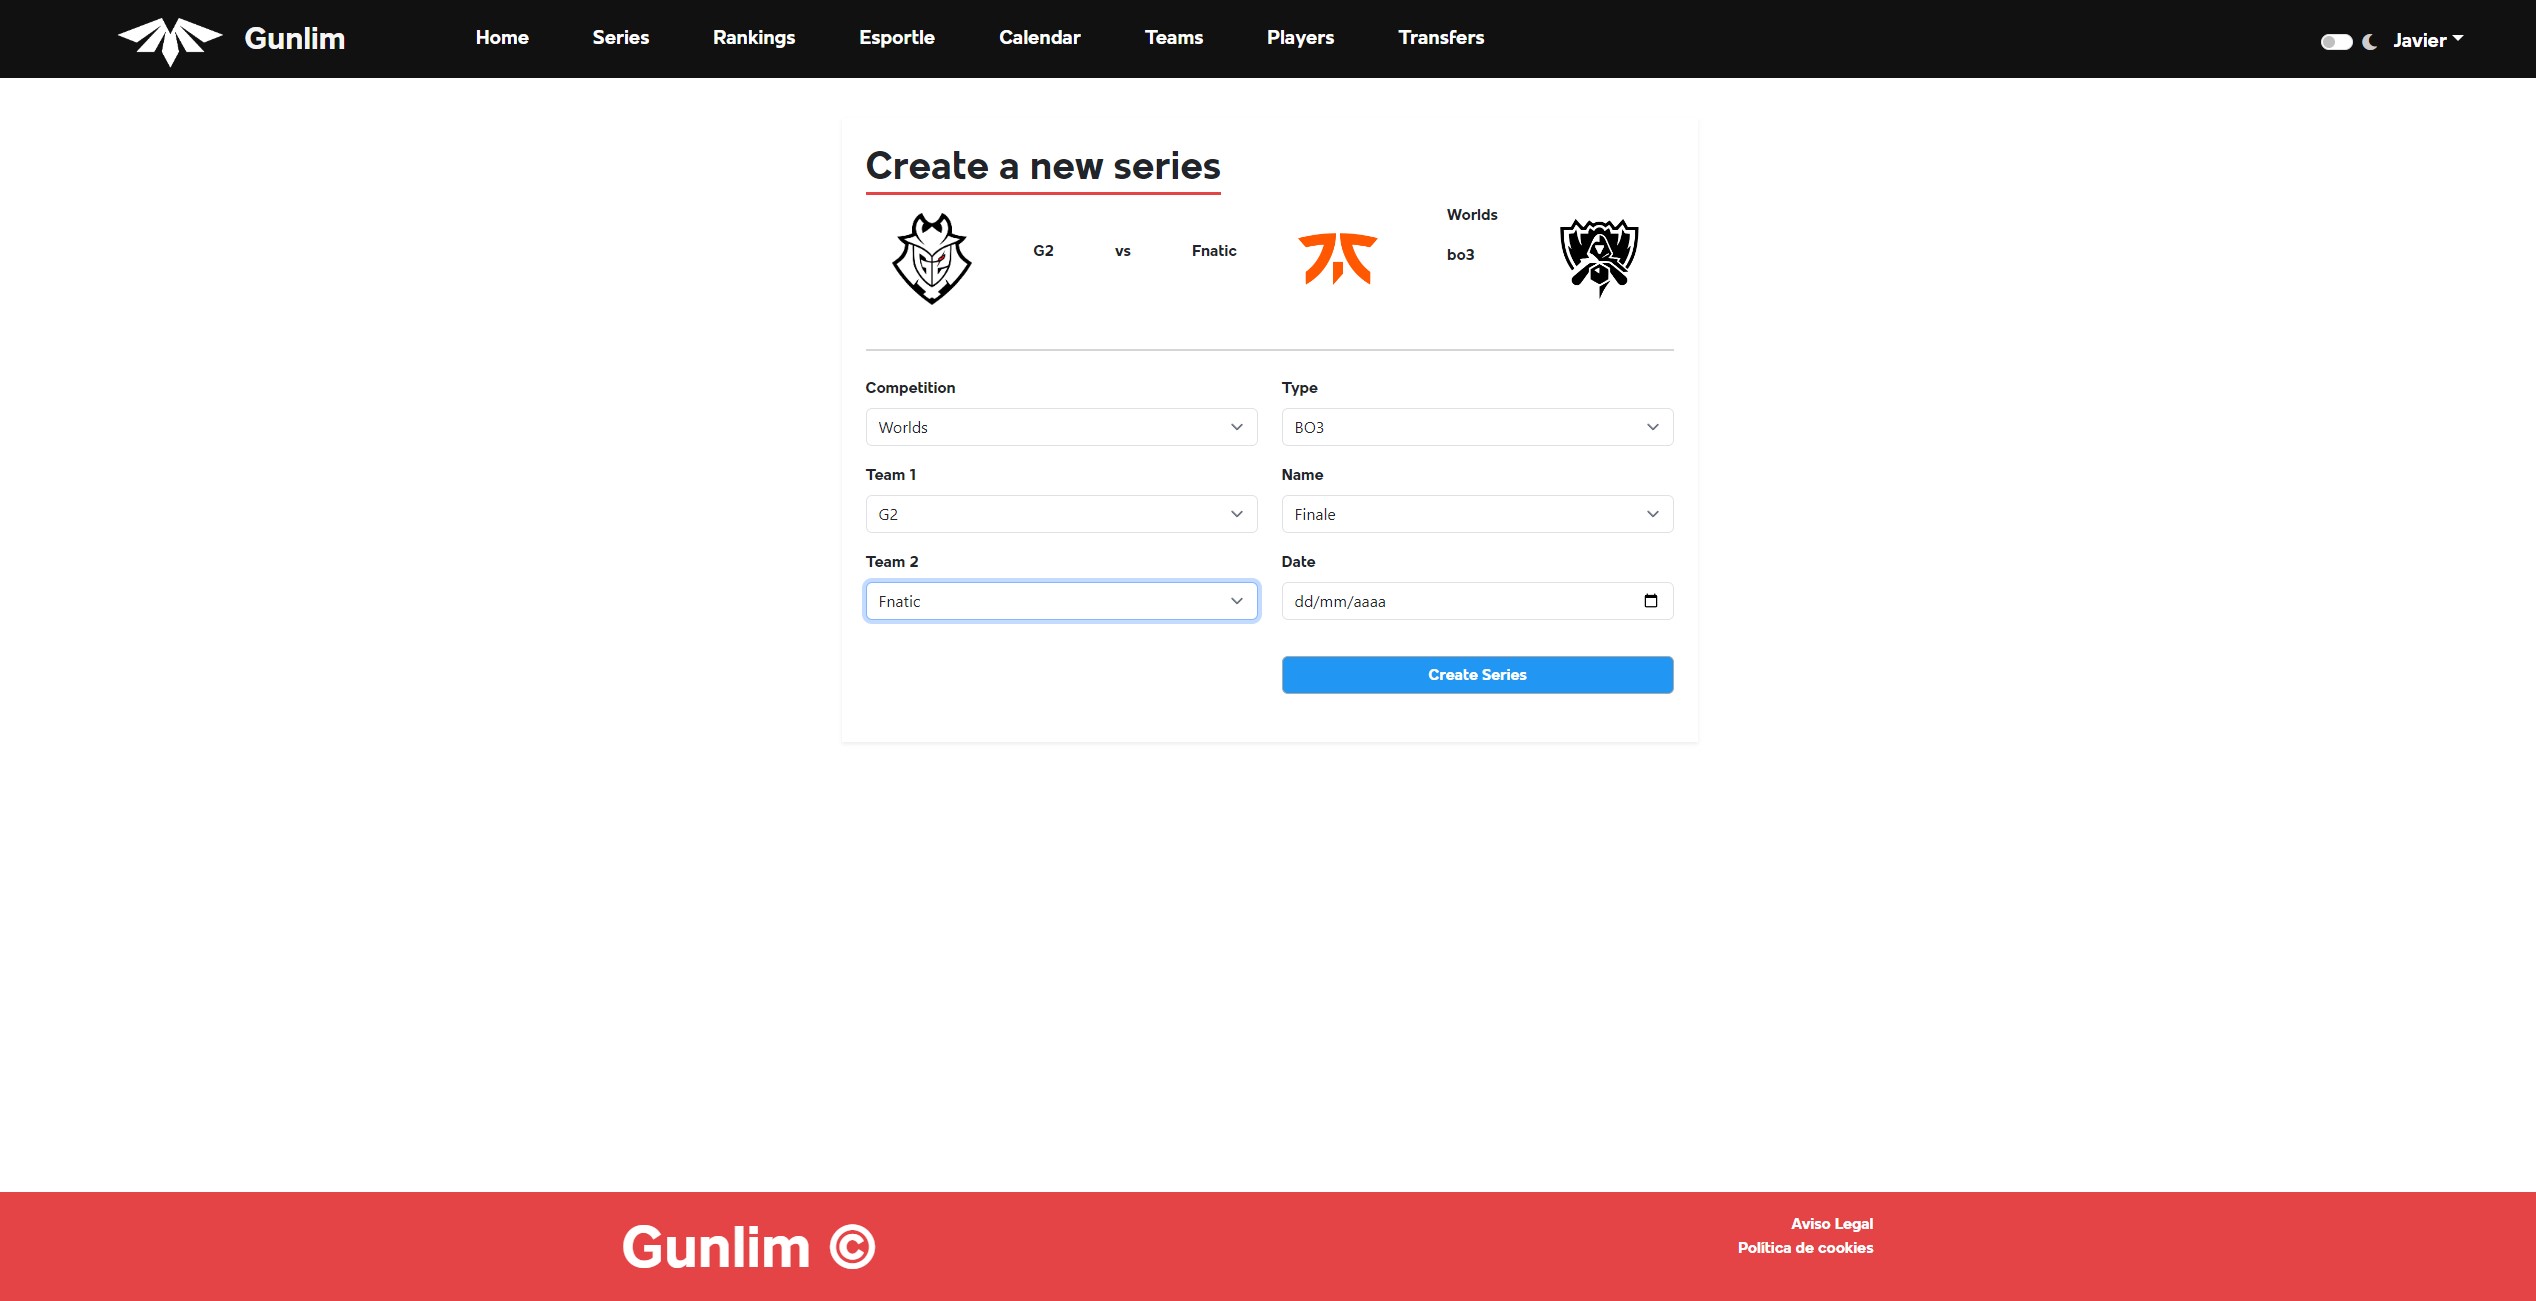 Gunlim
Home
Series
Rankings
Esportle
Calendar
Teams
Players
Transfers
Javier
Create a new series
G2
vs
Fnatic
Worlds
bo3
Competition
Worlds
Type
BO3
Team 1
G2
Name
Finale
Team 2
Fnatic
Date
dd/mm/aaaa
Create Series
Gunlim ©
Aviso Legal
Política de cookies